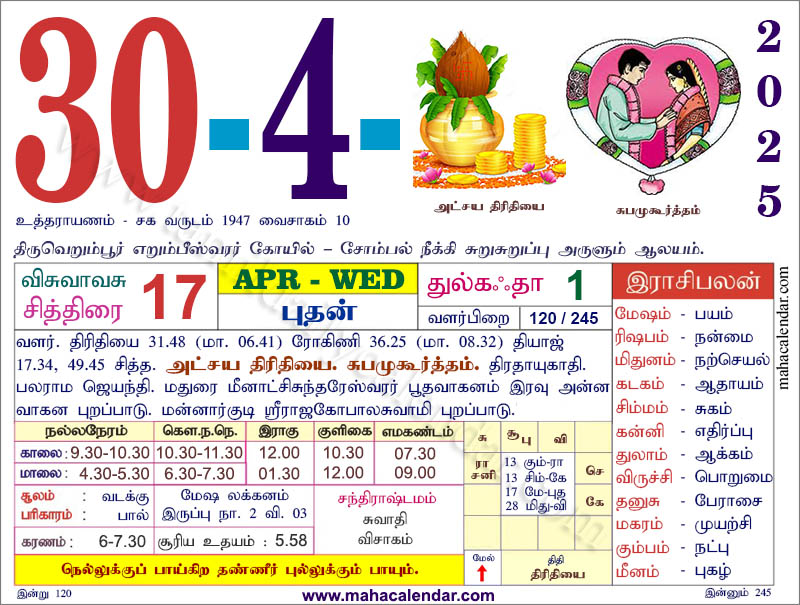 30-4-
2025
அட்சய திரிதியை
சுபமுகூர்த்தம்
உத்தராயணம் - சக வருடம் 1947 வைசாகம் 10
திருவெறும்பூர் எறும்பீஸ்வரர் கோயில் – சோம்பல் நீக்கி சுறுசுறுப்பு அருளும் ஆலயம்.
விசுவாவசு
சித்திரை 17
APR - WED
புதன்
துல்கஃதா 1
வளர்பிறை 120 / 245
வளர். திரிதியை 31.48 (மா. 06.41) ரோகிணி 36.25 (மா. 08.32) தியாஜ்
17.34, 49.45 சித்த. அட்சய திரிதியை. சுபமுகூர்த்தம். திரதாயுகாதி.
பலராம ஜெயந்தி. மதுரை மீனாட்சிசுந்தரேஸ்வரர் பூதவாகனம் இரவு அன்ன
வாகன புறப்பாடு. மன்னார்குடி ஸ்ரீராஜகோபாலசுவாமி புறப்பாடு.
நல்லநேரம் கௌ.ந.நெ. இராகு குளிகை எமகண்டம்
காலை: 9.30-10.30 10.30-11.30 12.00 10.30 07.30
மாலை: 4.30-5.30 6.30-7.30 01.30 12.00 09.00
சூலம் : வடக்கு
பரிகாரம் : பால்
மேஷ லக்கனம்
இருப்பு நா. 2 வி. 03
கரணம் : 6-7.30
சூரிய உதயம் : 5.58
சந்திராஷ்டமம்
சுவாதி
விசாகம்
நெல்லுக்குப் பாய்கிற தண்ணீர் புல்லுக்கும் பாயும்.
சு சூ பு வி
ரா சனி
13 கும்-ரா
13 சிம்-கே
17 மே-புத
28 மிது-வி
செ
கே
மேல்
திதி
திரிதியை
இராசிபலன்
மேஷம் - பயம்
ரிஷபம் - நன்மை
மிதுனம் - நற்செயல்
கடகம் - ஆதாயம்
சிம்மம் - சுகம்
கன்னி - எதிர்ப்பு
துலாம் - ஆக்கம்
விருச்சி - பொறுமை
தனுசு - பேராசை
மகரம் - முயற்சி
கும்பம் - நட்பு
மீனம் - புகழ்
mahacalendar.com
இன்று 120
www.mahacalendar.com
இன்னும் 245